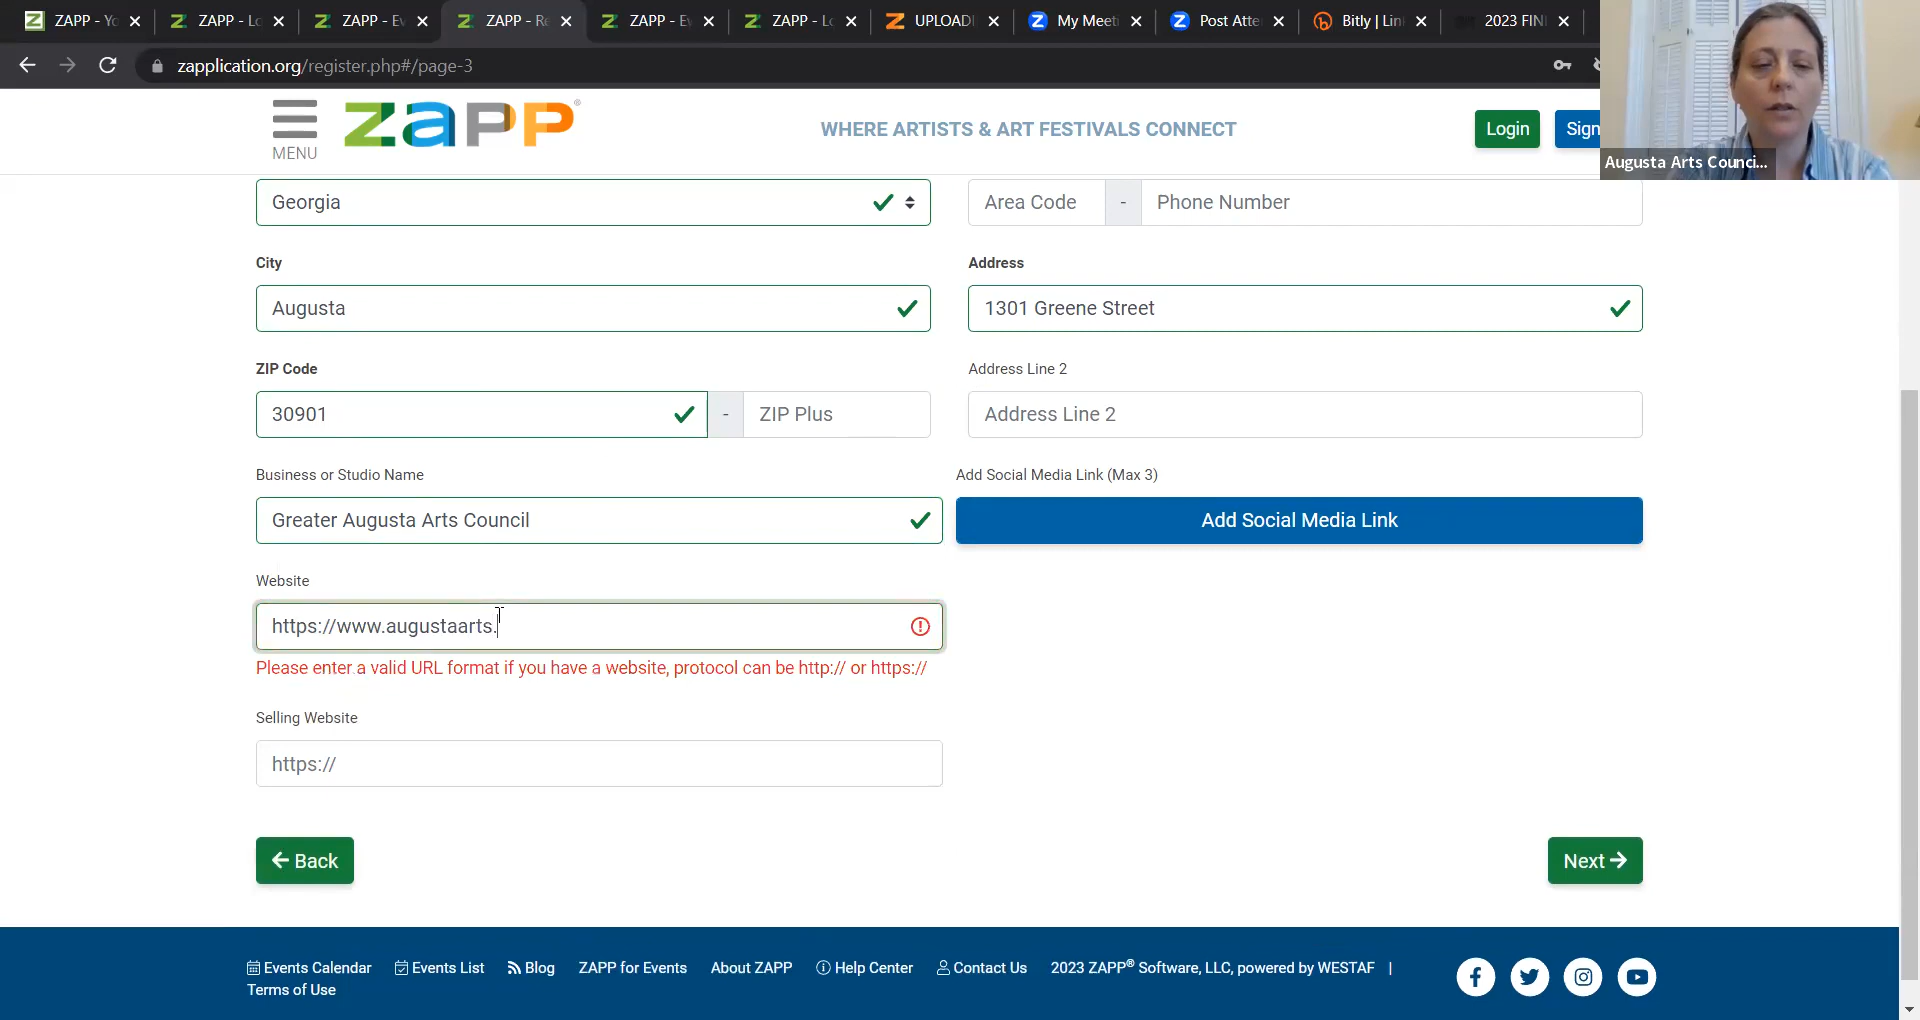 ZAPP - Yo
ZAPP - Lo
ZAPP - Ev
ZAPP - Re
ZAPP - Ev
ZAPP - Lo
UPLOADI
My Meeti
Post Atte
Bitly | Lin
2023 FIN
zapplication.org/register.php#/page-3
MENU
zapp®
WHERE ARTISTS & ART FESTIVALS CONNECT
Login
Sign
Augusta Arts Counci...
Georgia
Area Code - Phone Number
City
Address
Augusta
1301 Greene Street
ZIP Code
Address Line 2
30901 - ZIP Plus
Address Line 2
Business or Studio Name
Add Social Media Link (Max 3)
Greater Augusta Arts Council
Add Social Media Link
Website
https://www.augustaarts.
Please enter a valid URL format if you have a website, protocol can be http:// or https://
Selling Website
https://
Back
Next
Events Calendar Events List Blog ZAPP for Events About ZAPP Help Center Contact Us 2023 ZAPP® Software, LLC, powered by WESTAF |
Terms of Use